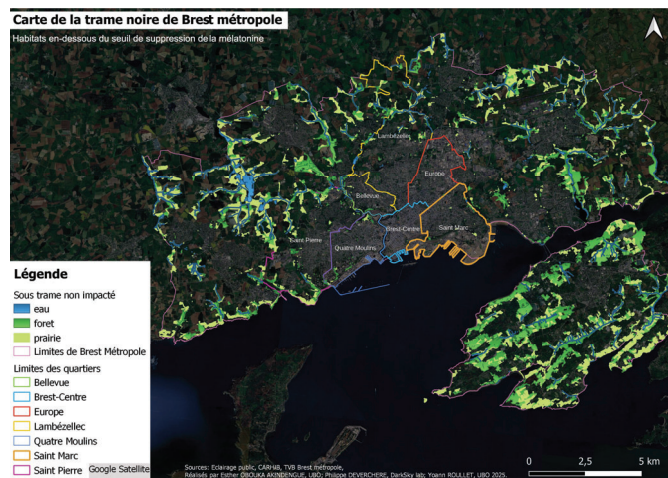 Carte de la trame noire de Brest métropole
Habitats en-dessous du seuil de suppression de la mélatonine
Lambézellec
Europe
Bellevue
Brest-Centre
Saint Marc
Saint Pierre
Quatre Moulins
Légende
Sous trame non impacté
eau
foret
prairie
Limites de Brest Métropole
Limites des quartiers
Bellevue
Brest-Centre
Europe
Lambézellec
Quatre Moulins
Saint Marc
Saint Pierre
Google Satellite
Sources: Eclairage public, CARHAB, TVB Brest métropole,
Réalisés par Esther OBOUKA AKINDENGUE, UBO; Philippe DEVERCHERE, DarkSky lab; Yoann ROULLET, UBO 2025.
0 2,5 5 km